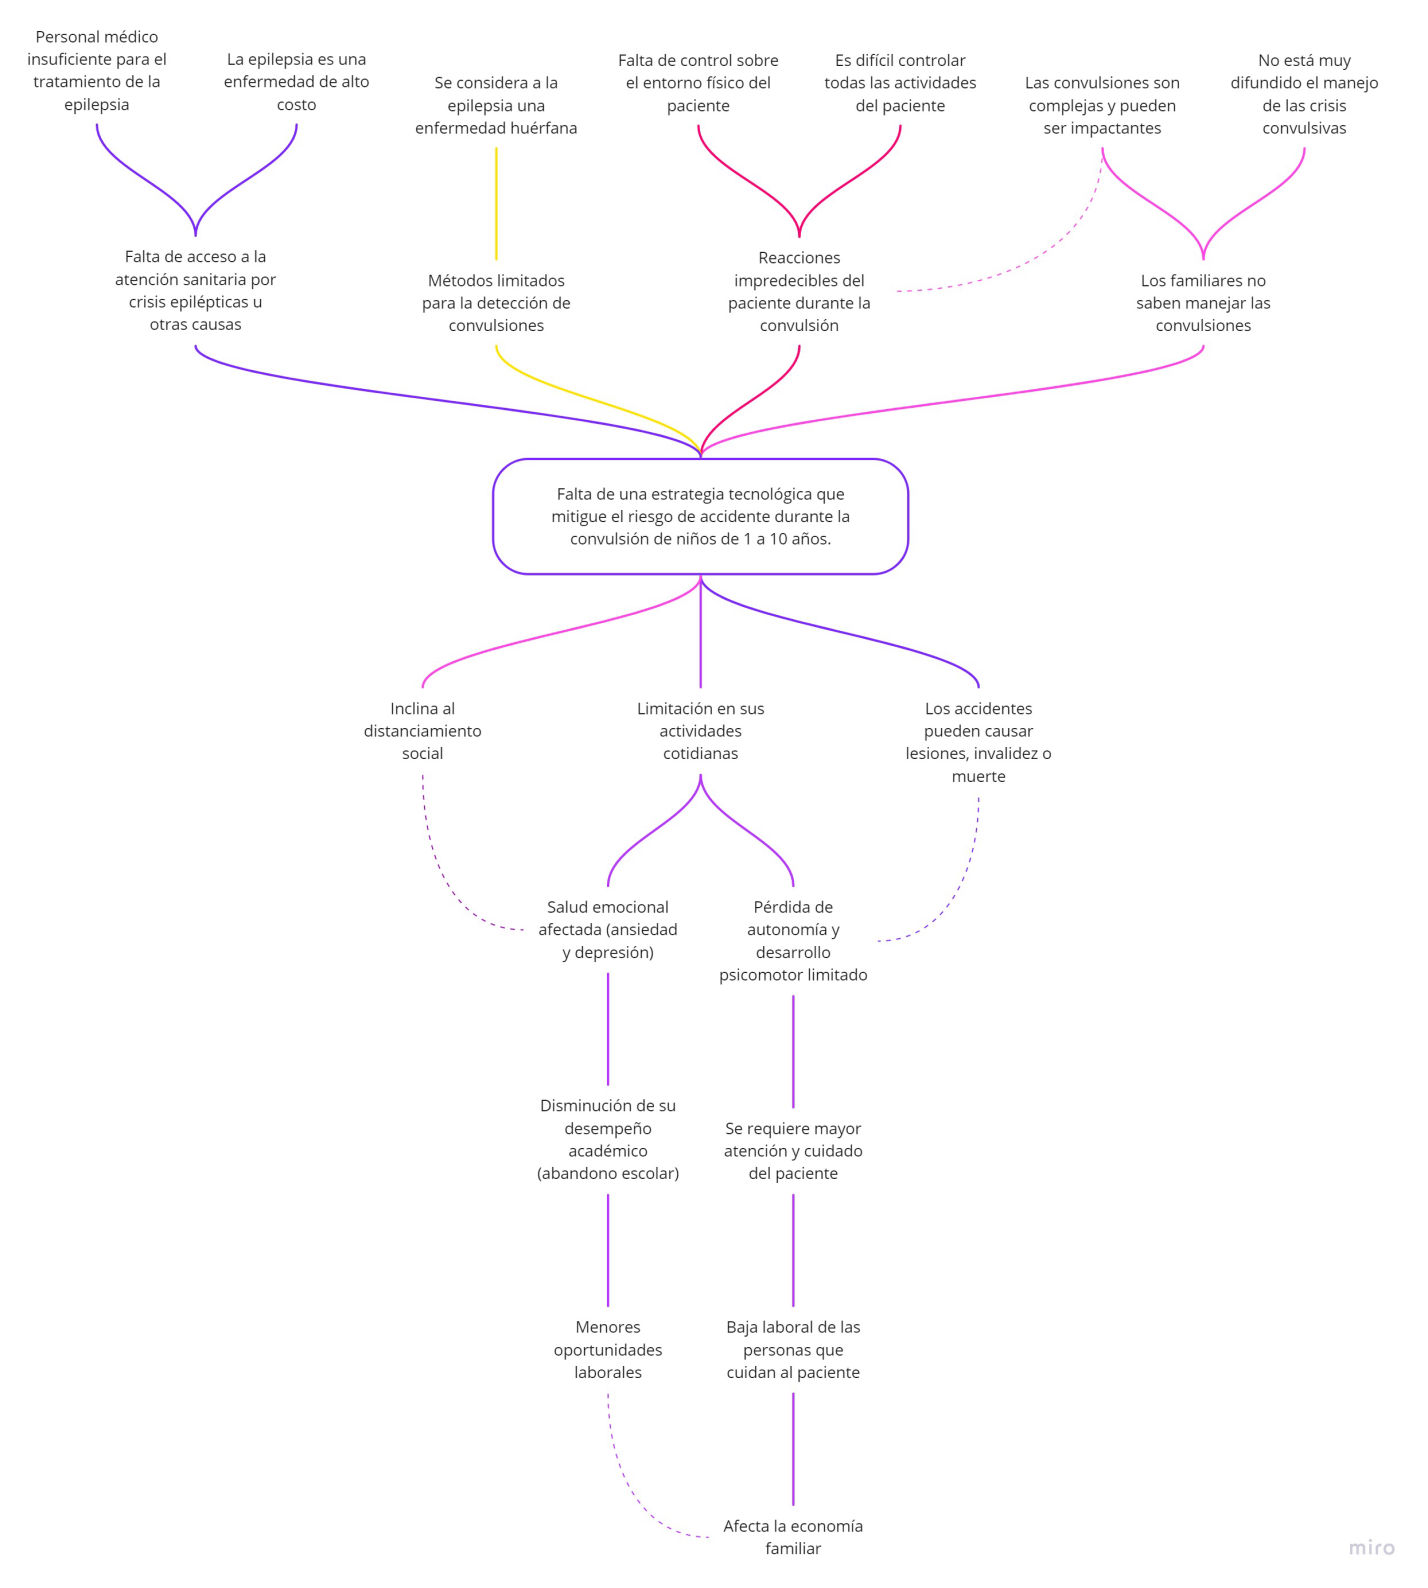 Personal médico
insuficiente para el
tratamiento de la
epilepsia
La epilepsia es una
enfermedad de alto
costo
Se considera a la
epilepsia una
enfermedad huérfana
Falta de control sobre
el entorno físico del
paciente
Es difícil controlar
todas las actividades
del paciente
Las convulsiones son
complejas y pueden
ser impactantes
No está muy
difundido el manejo
de las crisis
convulsivas
Falta de acceso a la
atención sanitaria por
crisis epilépticas u
otras causas
Métodos limitados
para la detección de
convulsiones
Reacciones
impredecibles del
paciente durante la
convulsión
Los familiares no
saben manejar las
convulsiones
Falta de una estrategia tecnológica que
mitigue el riesgo de accidente durante la
convulsión de niños de 1 a 10 años.
Inclina al
distanciamiento
social
Limitación en sus
actividades
cotidianas
Los accidentes
pueden causar
lesiones, invalidez o
muerte
Salud emocional
afectada (ansiedad
y depresión)
Pérdida de
autonomía y
desarrollo
psicomotor limitado
Disminución de su
desempeño
académico
(abandono escolar)
Se requiere mayor
atención y cuidado
del paciente
Menores
oportunidades
laborales
Baja laboral de las
personas que
cuidan al paciente
Afecta la economía
familiar
miro